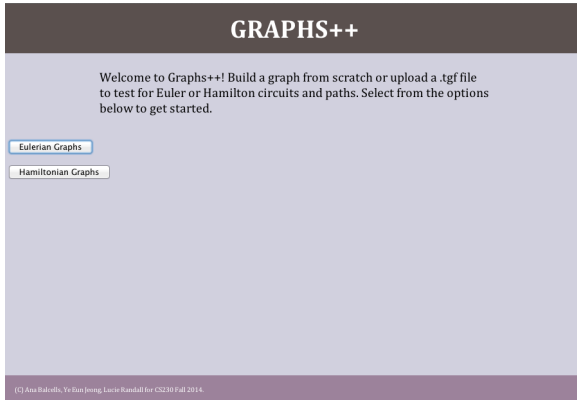 GRAPHS++
Welcome to Graphs++! Build a graph from scratch or upload a .tgf file
to test for Euler or Hamilton circuits and paths. Select from the options
below to get started.
Eulerian Graphs
Hamiltonian Graphs
(C) Ana Balcells, Ye Eun Jeong, Lucie Randall for CS230 Fall 2014.